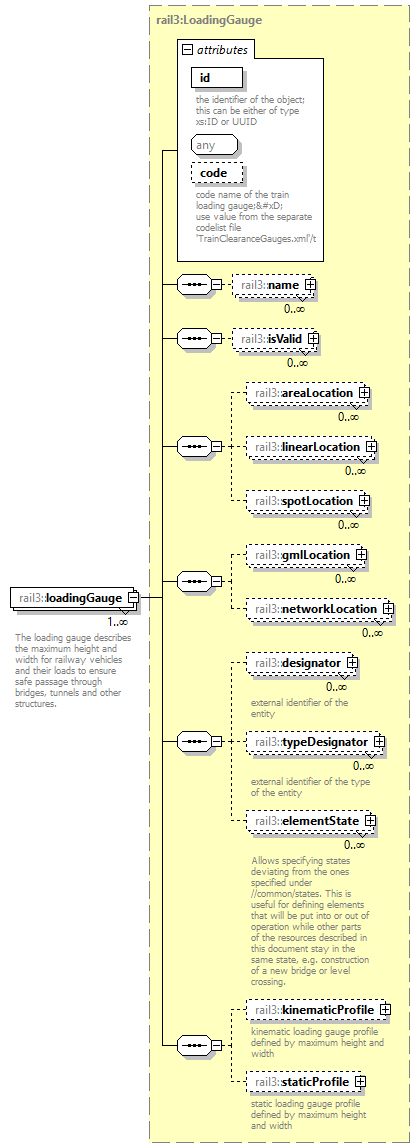 rail3:LoadingGauge
attributes
id
the identifier of the object;
this can be either of type
xs:ID or UUID
any
code
code name of the train
loading gauge;&#xD;
use value from the separate
codelist file
'TrainClearanceGauges.xml'/t
rail3::name
0..∞
rail3::isValid
0..∞
rail3::areaLocation
0..∞
rail3::linearLocation
0..∞
rail3::spotLocation
0..∞
rail3::gmlLocation
0..∞
rail3::loadingGauge
1..∞
The loading gauge describes
the maximum height and
width for railway vehicles
and their loads to ensure
safe passage through
bridges, tunnels and other
structures.
rail3::networkLocation
0..∞
rail3::designator
0..∞
external identifier of the
entity
rail3::typeDesignator
0..∞
external identifier of the type
of the entity
rail3::elementState
0..∞
Allows specifying states
deviating from the ones
specified under
//common/states. This is
useful for defining elements
that will be put into or out of
operation while other parts
of the resources described in
this document stay in the
same state, e.g. construction
of a new bridge or level
crossing.
rail3::kinematicProfile
kinematic loading gauge profile
defined by maximum height and
width
rail3::staticProfile
static loading gauge profile
defined by maximum height
and width